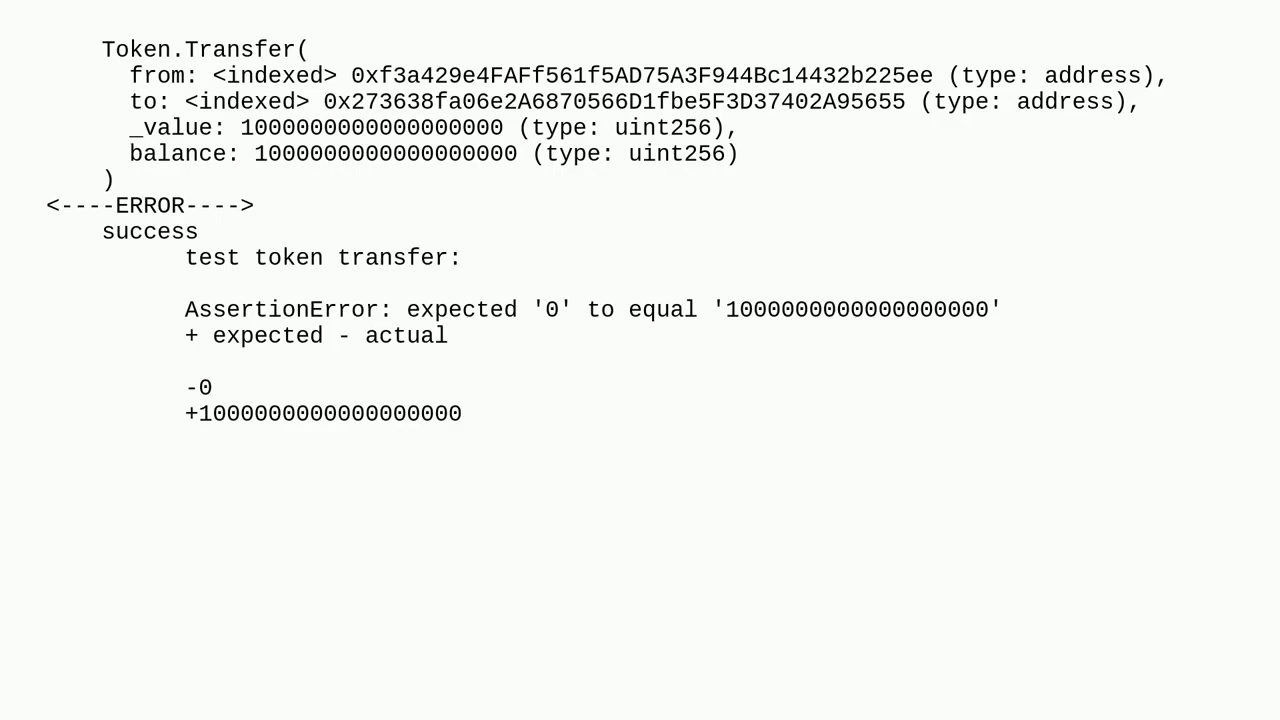 Token.Transfer(
from: <indexed> 0xf3a429e4FAFf561f5AD75A3F944Bc14432b225ee (type: address),
to: <indexed> 0x273638fa06e2A6870566D1fbe5F3D37402A95655 (type: address),
_value: 1000000000000000000 (type: uint256),
balance: 1000000000000000000 (type: uint256)
)
<----ERROR---->
success
test token transfer:
AssertionError: expected '0' to equal '1000000000000000000'
+ expected - actual
-0
+1000000000000000000